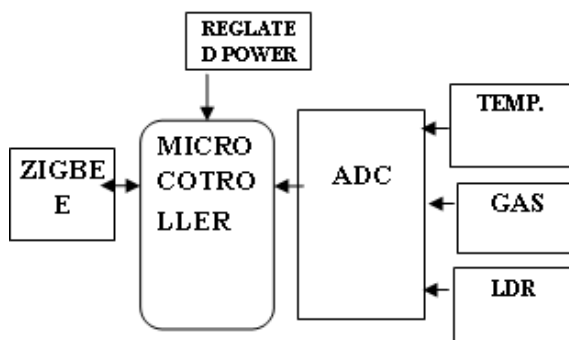 REGLATE
D POWER
TEMP.
MICRO
COTRO
LLER
ZIGBE
E
ADC
GAS
LDR